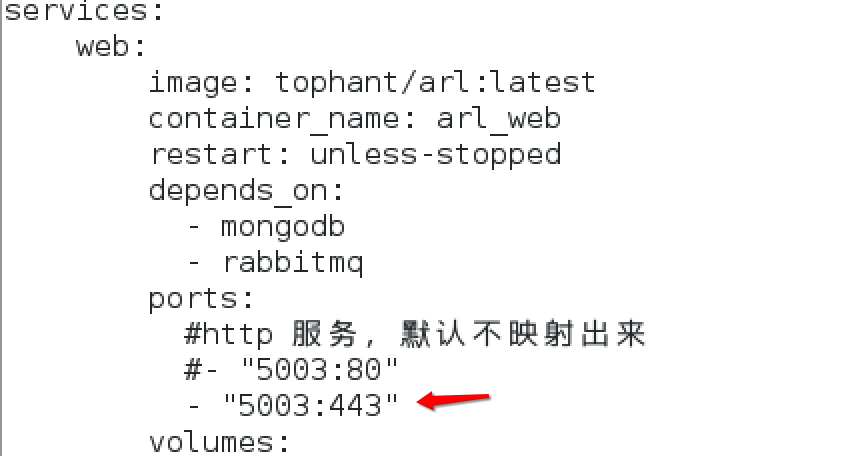 services:
    web:
        image: tophant/arl:latest
        container_name: arl_web
        restart: unless-stopped
        depends_on:
          - mongodb
          - rabbitmq
        ports:
          #http 服务，默认不映射出来
          #- "5003:80"
          - "5003:443"
        volumes: